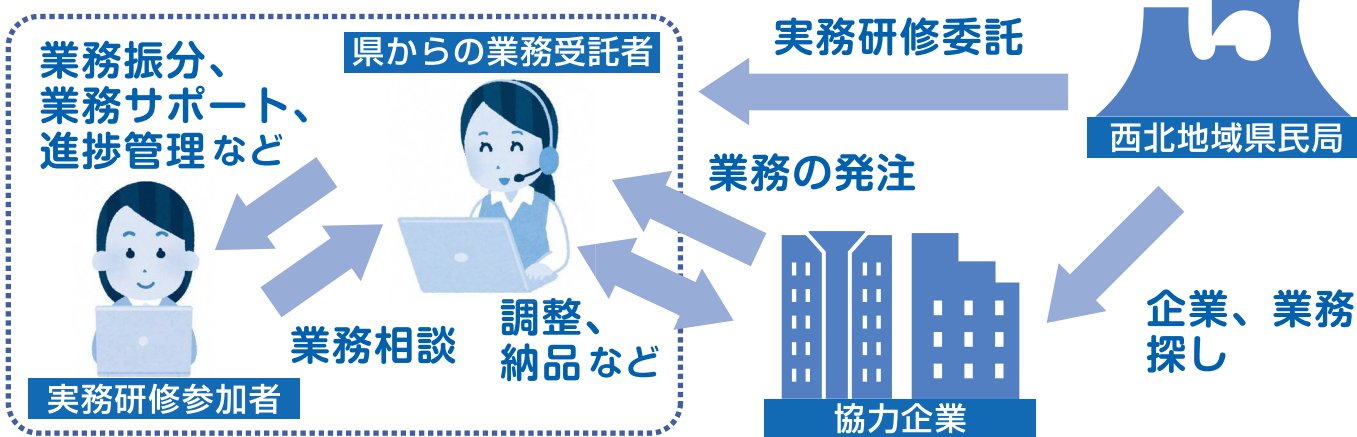 業務振分、
業務サポート、
進捗管理など
県からの業務受託者
実務研修委託
西北地域県民局
業務の発注
業務相談
調整、
納品など
企業、業務
探し
実務研修参加者
協力企業